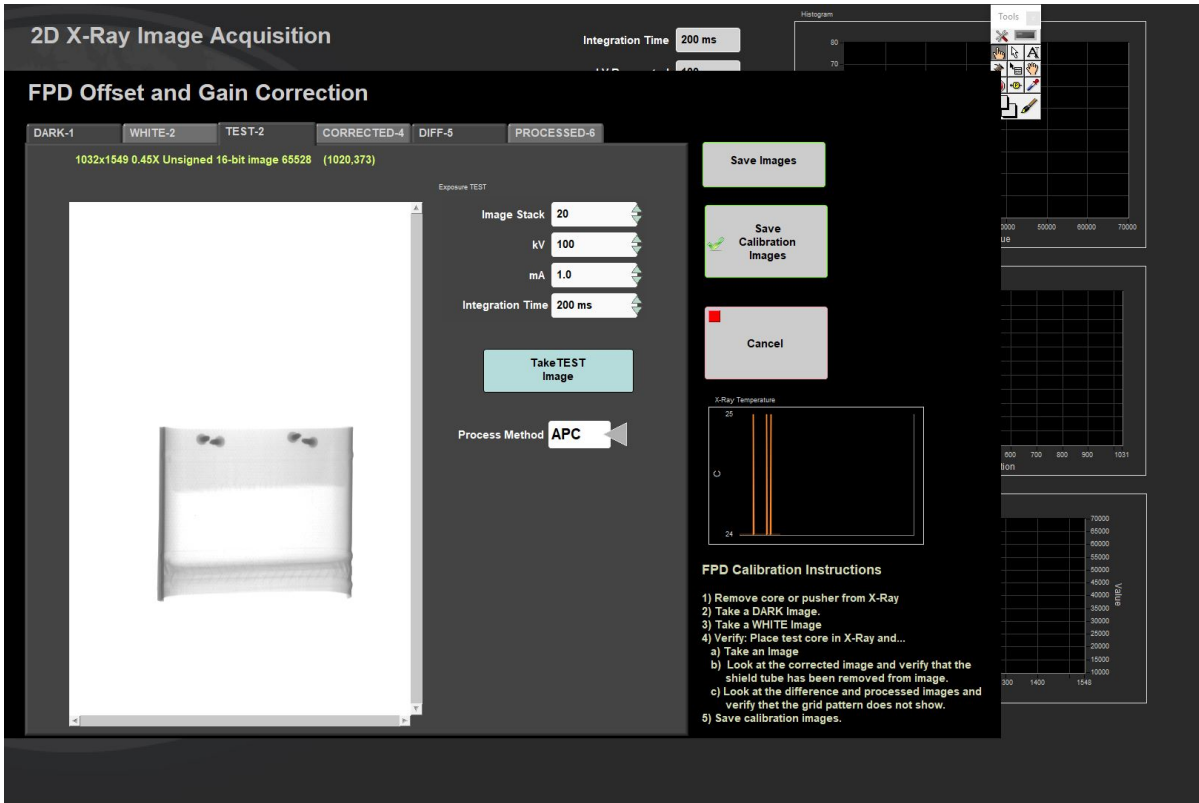 2D X-Ray Image Acquisition
Integration Time 200 ms
Histogram
Tools
80
70
FPD Offset and Gain Correction
DARK-1 WHITE-2 TEST-2 CORRECTED-4 DIFF-5 PROCESSED-6
1032x1549 0.45X Unsigned 16-bit image 65528 (1020,373)
Exposure TEST
Image Stack 20
kV 100
mA 1.0
Integration Time 200 ms
Take TEST
Image
Process Method APC
Save Images
Save
Calibration
Images
Cancel
X-Ray Temperature
25
C
24
FPD Calibration Instructions
1) Remove core or pusher from X-Ray
2) Take a DARK Image.
3) Take a WHITE Image
4) Verify: Place test core in X-Ray and...
a) Take an Image
b) Look at the corrected image and verify that the
shield tube has been removed from image.
c) Look at the difference and processed images and
verify thet the grid pattern does not show.
5) Save calibration images.
50000 60000 70000
600 700 800 900 1031
70000
65000
60000
55000
50000
45000
40000
35000
30000
25000
20000
15000
10000
Value
1400 1548